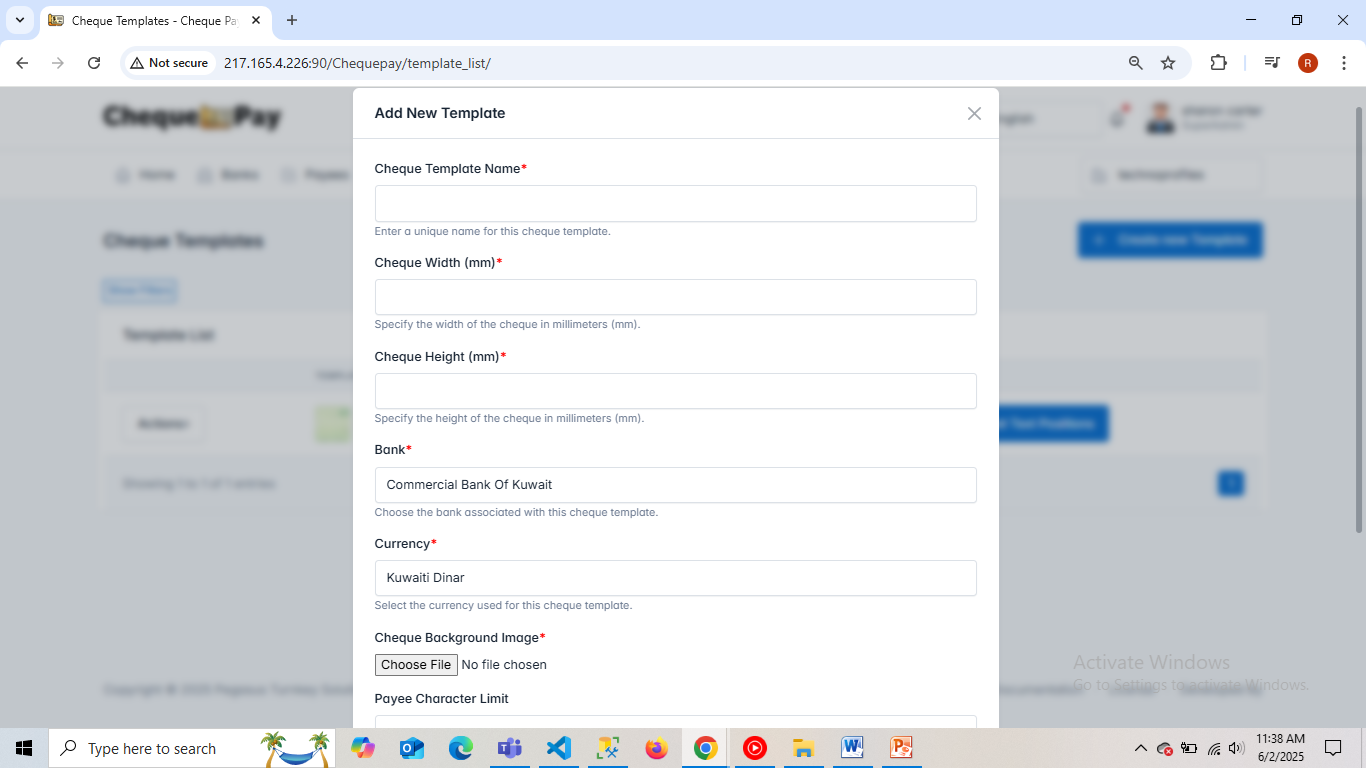 Cheque Templates - Cheque Pa
Not secure
217.165.4.226:90/Chequepay/template_list/
R
Add New Template
Cheque Pay
Home
Banks
Payees
Cheque Template Name*
Enter a unique name for this cheque template.
Cheque Templates
Create new Template
Cheque Width (mm)*
Specify the width of the cheque in millimeters (mm).
Template List
Cheque Height (mm)*
Specify the height of the cheque in millimeters (mm).
Actions
Text Positions
Bank*
Commercial Bank Of Kuwait
Showing 1 to 1 of 1 entries
Choose the bank associated with this cheque template.
Currency*
Kuwaiti Dinar
Select the currency used for this cheque template.
Cheque Background Image*
Choose File No file chosen
Payee Character Limit
Activate Windows
Go to Settings to activate Windows.
Type here to search
11:38 AM
6/2/2025